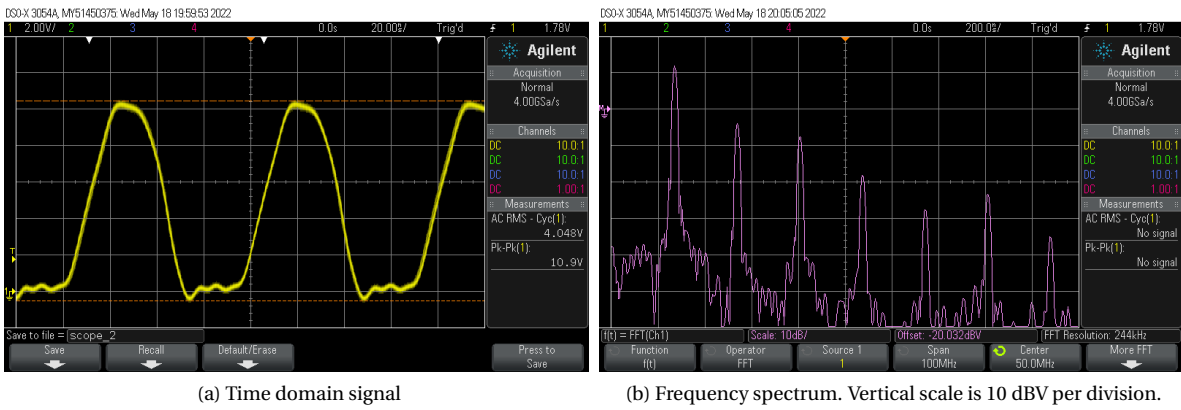 DSO-X 3054A, MY51450375: Wed May 18 19:59:53 2022
1 2.00V/ 2 3 4 0.0s 20.00%/ Trig'd 1 1.78V
Agilent
Acquisition
Normal
4.00GSa/s
Channels
DC 10.0:1
DC 10.0:1
DC 10.0:1
DC 1.00:1
Measurements
AC RMS - Cyc(1):
4.048V
Pk-Pk(1):
10.9V
T
1
Save to file = scope_2
Save Recall Default/Erase Press to Save
(a) Time domain signal
DSO-X 3054A, MY51450375: Wed May 18 20:05:05 2022
1 2 3 4 0.0s 200.0%/ Trig'd 1 1.78V
Agilent
Acquisition
Normal
4.00GSa/s
Channels
DC 10.0:1
DC 10.0:1
DC 10.0:1
DC 1.00:1
Measurements
AC RMS - Cyc(1):
No signal
Pk-Pk(1):
No signal
f(t) = FFT(Ch1) Scale: 10dB/ Offset: -20.032dBV FFT Resolution: 244kHz
Function f(t)
Operator FFT
Source 1 1
Span 100MHz
Center 50.0MHz
More FFT
(b) Frequency spectrum. Vertical scale is 10 dBV per division.